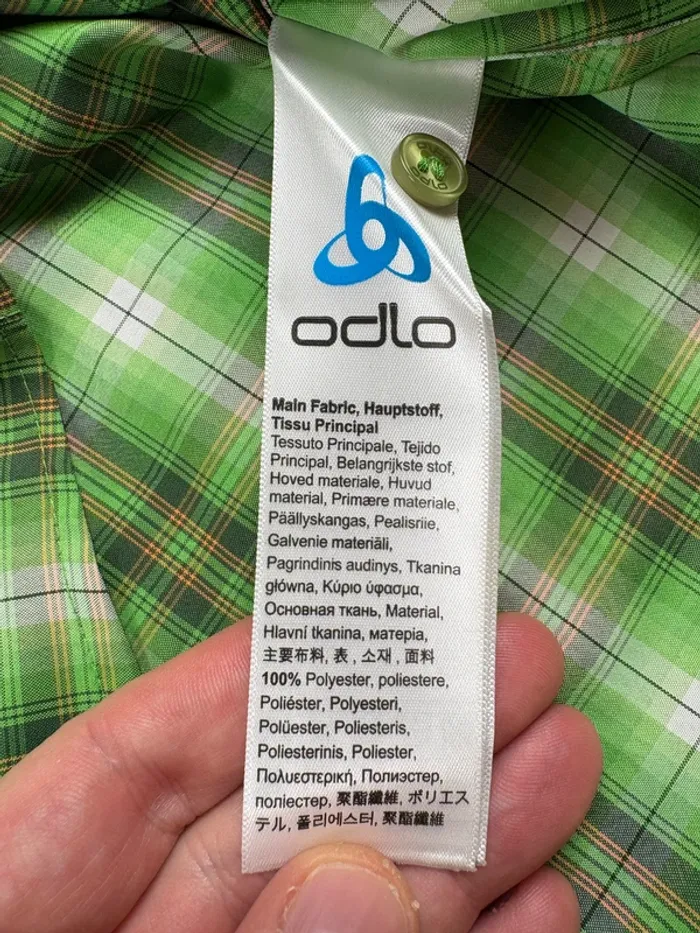 odlo
odlo
Main Fabric, Hauptstoff,
Tissu Principal
Tessuto Principale, Tejido
Principal, Belangrijkste stof,
Hoved materiale, Huvud
material, Primære materiale,
Päällyskangas, Pealisriie,
Galvenie materiāli,
Pagrindinis audinys, Tkanina
główna, Κύριο ύφασμα,
Основная ткань, Material,
Hlavní tkanina, матеріа,
主要布料, 表 , 소재 , 面料
100% Polyester, poliestere,
Poliéster, Polyesteri,
Polüester, Poliesteris,
Poliesterinis, Poliester,
Πολυεστερική, Полиэстер,
поліестер, 聚酯纖維, ポリエス
テル, 폴리에스터, 聚酯纖維